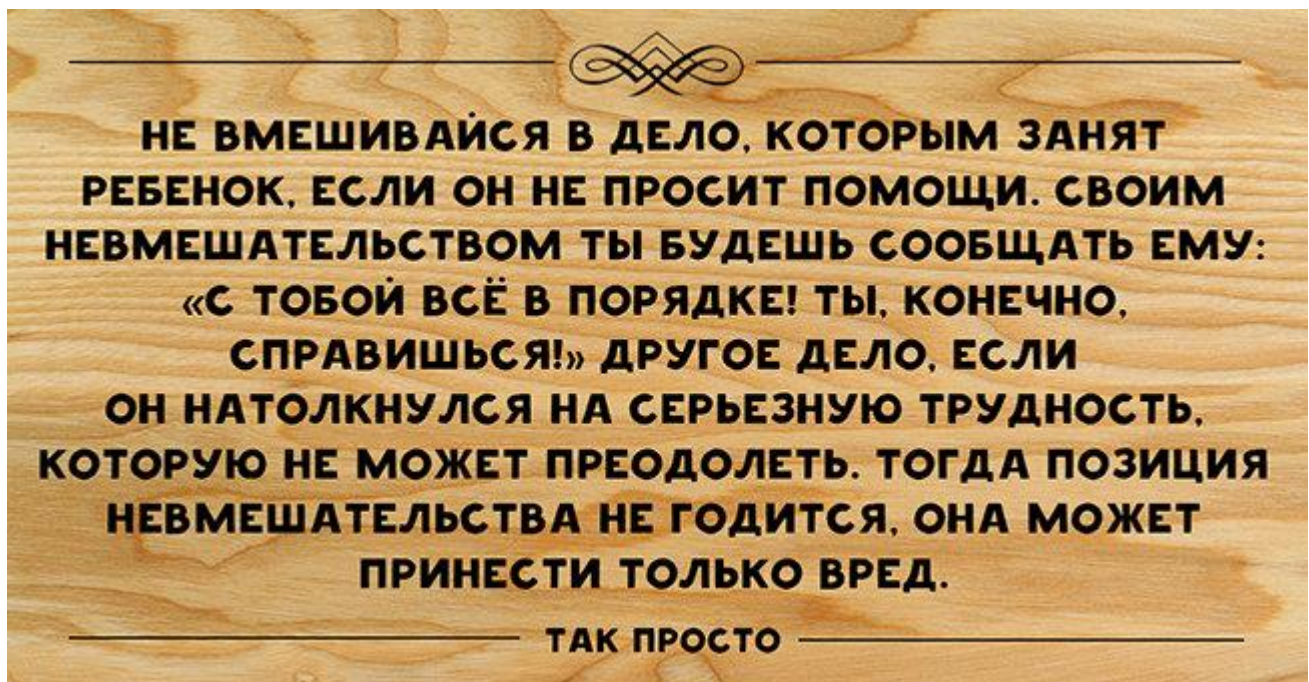 НЕ ВМЕШИВАЙСЯ В ДЕЛО, КОТОРЫМ ЗАНЯТ
РЕБЕНОК, ЕСЛИ ОН НЕ ПРОСИТ ПОМОЩИ. СВОИМ
НЕВМЕШАТЕЛЬСТВОМ ТЫ БУДЕШЬ СООБЩАТЬ ЕМУ:
«С ТОБОЙ ВСЁ В ПОРЯДКЕ! ТЫ, КОНЕЧНО,
СПРАВИШЬСЯ!» ДРУГОЕ ДЕЛО, ЕСЛИ
ОН НАТОЛКНУЛСЯ НА СЕРЬЕЗНУЮ ТРУДНОСТЬ,
КОТОРУЮ НЕ МОЖЕТ ПРЕОДОЛЕТЬ. ТОГДА ПОЗИЦИЯ
НЕВМЕШАТЕЛЬСТВА НЕ ГОДИТСЯ, ОНА МОЖЕТ
ПРИНЕСТИ ТОЛЬКО ВРЕД.
ТАК ПРОСТО